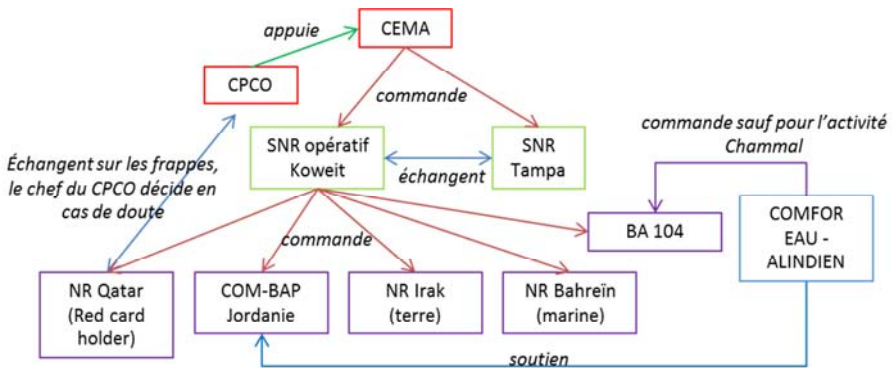 appuie
CEMA
CPCO
commande
commande sauf pour l'activité
Chammal
SNR opératif
Koweit
SNR
Tampa
Échangent sur les frappes,
le chef du CPCO décide en
cas de doute
échangent
BA 104
COMFOR
EAU -
ALINDIEN
commande
NR Qatar
(Red card
holder)
COM-BAP
Jordanie
NR Irak
(terre)
NR Bahreïn
(marine)
soutien